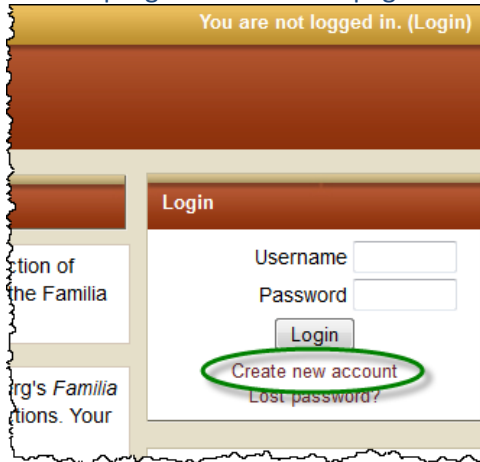 You are not logged in. (Login)
Login
Username
Password
Login
Create new account
Lost password?
ction of
the Familia
rg's Familia
tions. Your